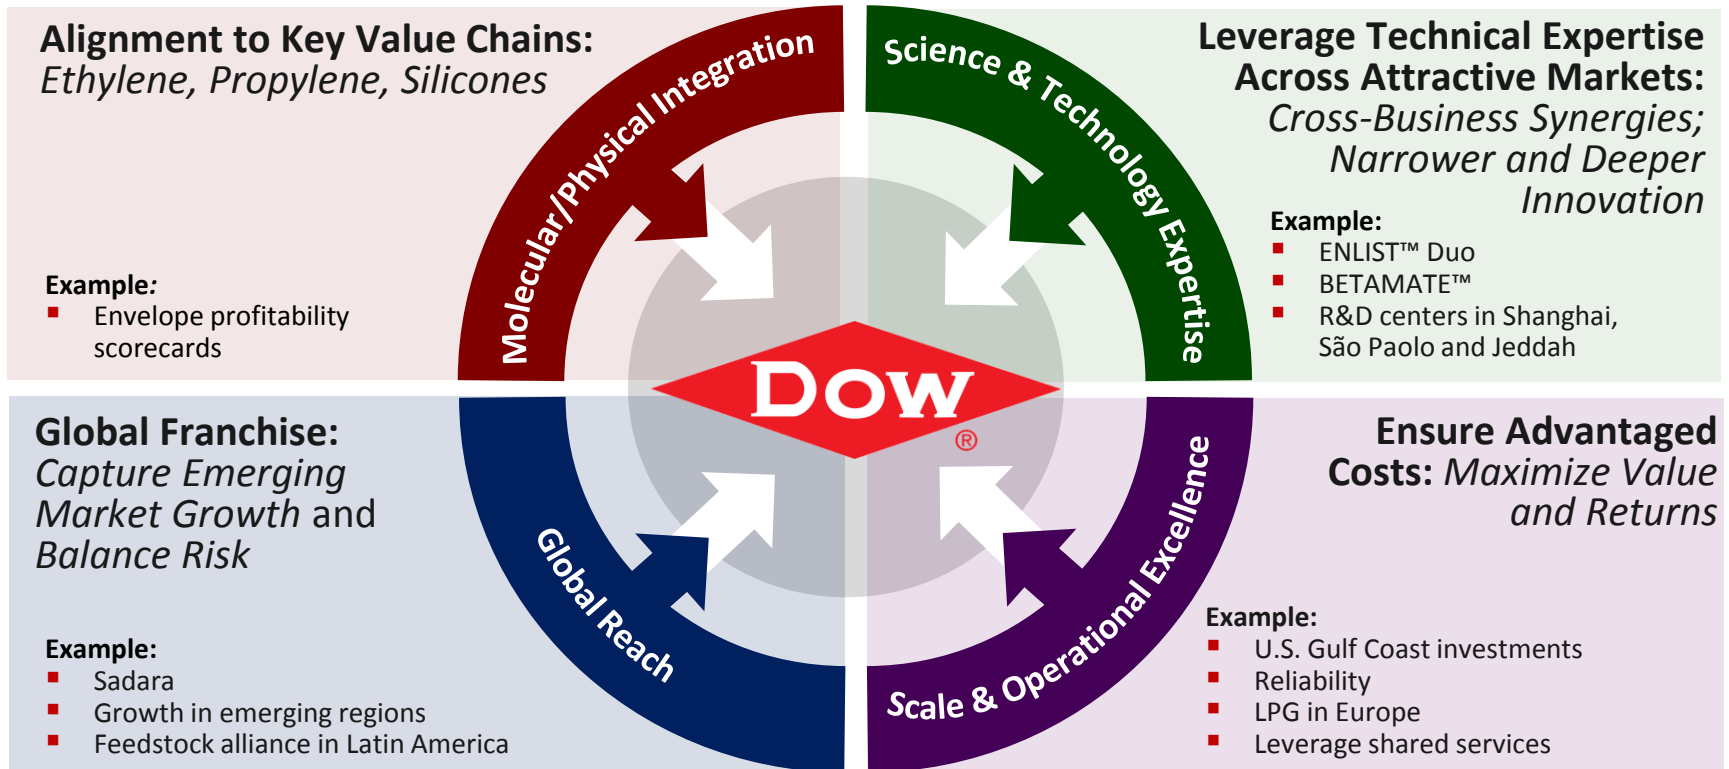 Alignment to Key Value Chains:
Ethylene, Propylene, Silicones
Example:
▪ Envelope profitability
scorecards
Molecular/Physical Integration
Science & Technology Expertise
Leverage Technical Expertise
Across Attractive Markets:
Cross-Business Synergies;
Narrower and Deeper
Innovation
Example:
▪ ENLIST™ Duo
▪ BETAMATE™
▪ R&D centers in Shanghai,
São Paolo and Jeddah
DOW
®
Global Franchise:
Capture Emerging
Market Growth and
Balance Risk
Example:
▪ Sadara
▪ Growth in emerging regions
▪ Feedstock alliance in Latin America
Global Reach
Scale & Operational Excellence
Ensure Advantaged
Costs: Maximize Value
and Returns
Example:
▪ U.S. Gulf Coast investments
▪ Reliability
▪ LPG in Europe
▪ Leverage shared services